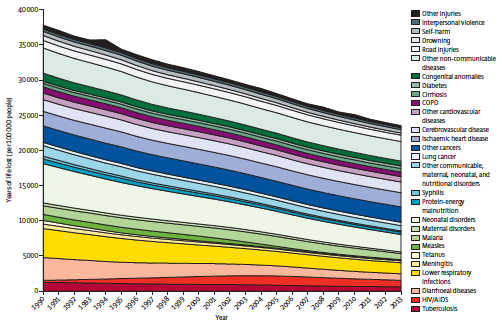 40000
35000
30000
25000
20000
15000
10000
5000
0
Years of life lost (per 100 000 people)
1990
1991
1992
1993
1994
1995
1996
1997
1998
1999
2000
2001
2002
2003
2004
2005
2006
2007
2008
2009
2010
2011
2012
2013
Year
Other injuries
Interpersonal violence
Self-harm
Drowning
Road injuries
Other non-communicable
diseases
Congenital anomalies
Diabetes
Cirrhosis
COPD
Other cardiovascular
diseases
Cerebrovascular disease
Ischaemic heart disease
Other cancers
Lung cancer
Other communicable,
maternal, neonatal, and
nutritional disorders
Syphilis
Protein-energy
malnutrition
Neonatal disorders
Maternal disorders
Malaria
Measles
Tetanus
Meningitis
Lower respiratory
infections
Diarrhoeal diseases
HIV/AIDS
Tuberculosis